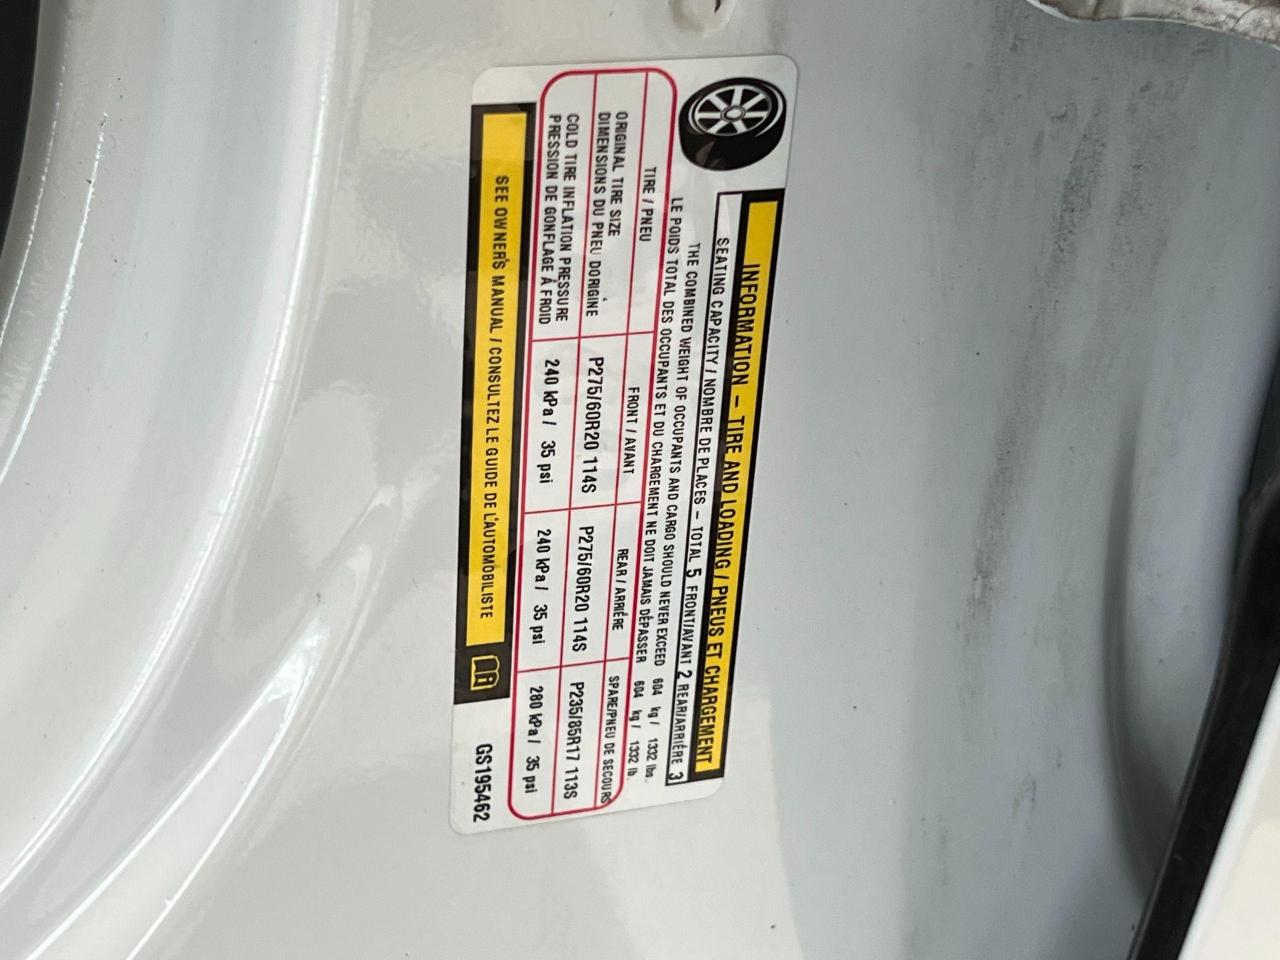 INFORMATION – TIRE AND LOADING / PNEUS ET CHARGEMENT
SEATING CAPACITY / NOMBRE DE PLACES – TOTAL 5 FRONT/AVANT 2 REAR/ARRIÉRE 3
THE COMBINED WEIGHT OF OCCUPANTS AND CARGO SHOULD NEVER EXCEED 604 kg / 1332 lbs.
LE POIDS TOTAL DES OCCUPANTS ET DU CHARGEMENT NE DOIT JAMAIS DÉPASSER 604 kg / 1332 lb.
TIRE / PNEU FRONT / AVANT REAR / ARRIÉRE SPARE/PNEU DE SECOURS
ORIGINAL TIRE SIZE
DIMENSIONS DU PNEU D'ORIGINE P275/60R20 114S P275/60R20 114S P235/85R17 113S
COLD TIRE INFLATION PRESSURE
PRESSION DE GONFLAGE À FROID 240 kPa / 35 psi 240 kPa / 35 psi 280 kPa / 35 psi
SEE OWNER'S MANUAL / CONSULTEZ LE GUIDE DE L'AUTOMOBILISTE
GS195462